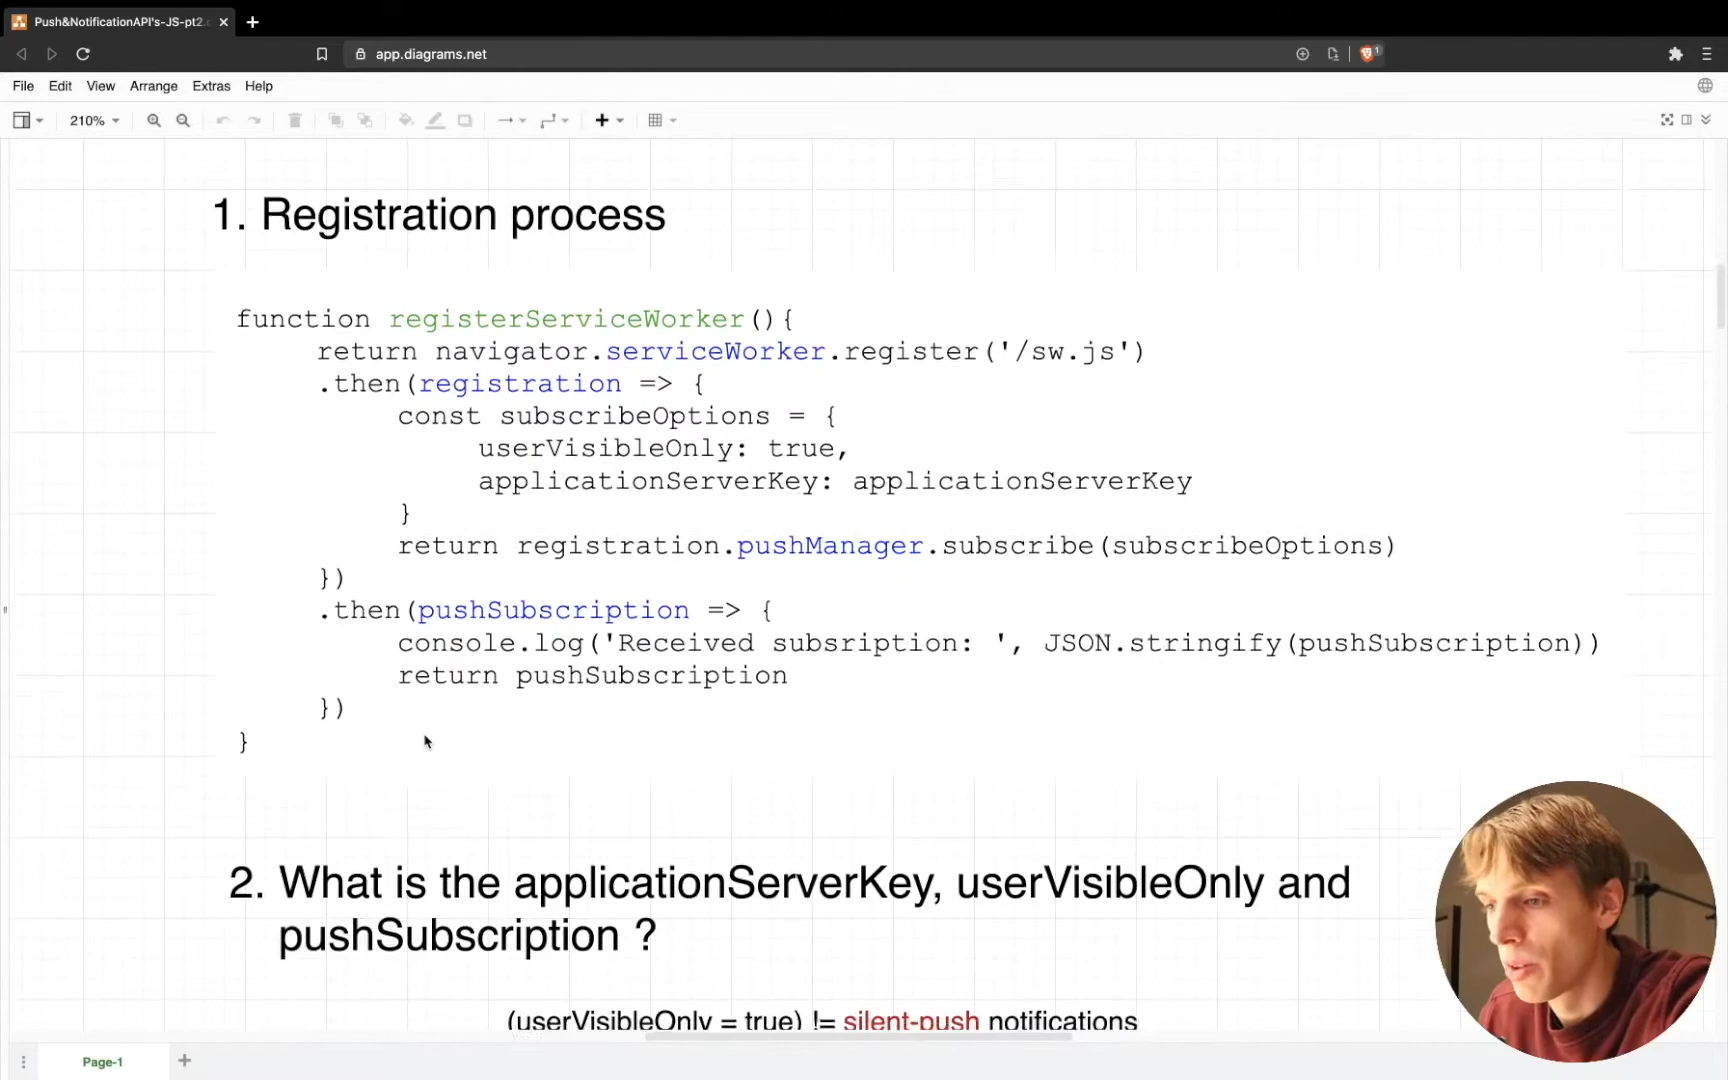 Push&NotificationAPI's-JS-pt2.
app.diagrams.net
1
File Edit View Arrange Extras Help
210%
1. Registration process
function registerServiceWorker(){
return navigator.serviceWorker.register('/sw.js')
.then(registration => {
const subscribeOptions = {
userVisibleOnly: true,
applicationServerKey: applicationServerKey
}
return registration.pushManager.subscribe(subscribeOptions)
})
.then(pushSubscription => {
console.log('Received subsription: ', JSON.stringify(pushSubscription))
return pushSubscription
})
}
2. What is the applicationServerKey, userVisibleOnly and
pushSubscription ?
(userVisibleOnly = true) != silent-push notifications
Page-1